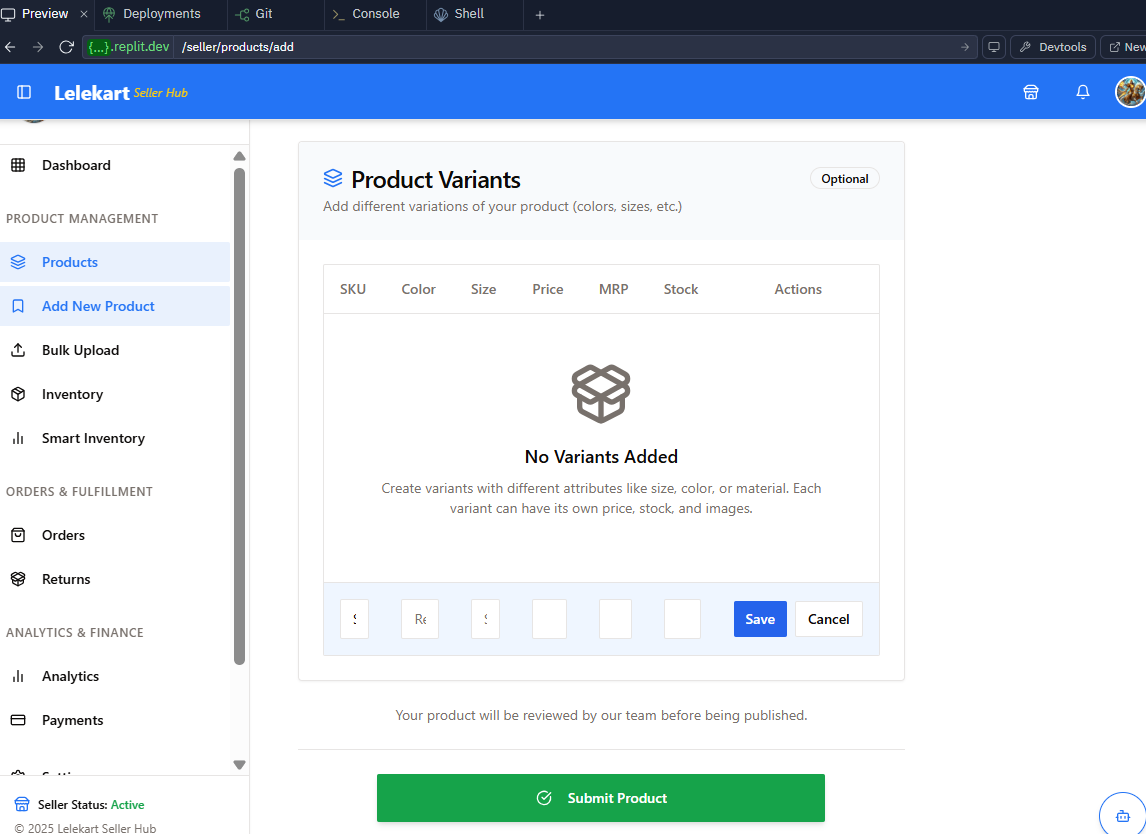 Preview
Deployments
Git
Console
Shell
{...}.replit.dev /seller/products/add
Devtools
New
Lelekart Seller Hub
Dashboard
PRODUCT MANAGEMENT
Products
Add New Product
Bulk Upload
Inventory
Smart Inventory
ORDERS & FULFILLMENT
Orders
Returns
ANALYTICS & FINANCE
Analytics
Payments
Seller Status: Active
© 2025 Lelekart Seller Hub
Product Variants
Optional
Add different variations of your product (colors, sizes, etc.)
SKU Color Size Price MRP Stock Actions
No Variants Added
Create variants with different attributes like size, color, or material. Each
variant can have its own price, stock, and images.
Re
Save Cancel
Your product will be reviewed by our team before being published.
Submit Product